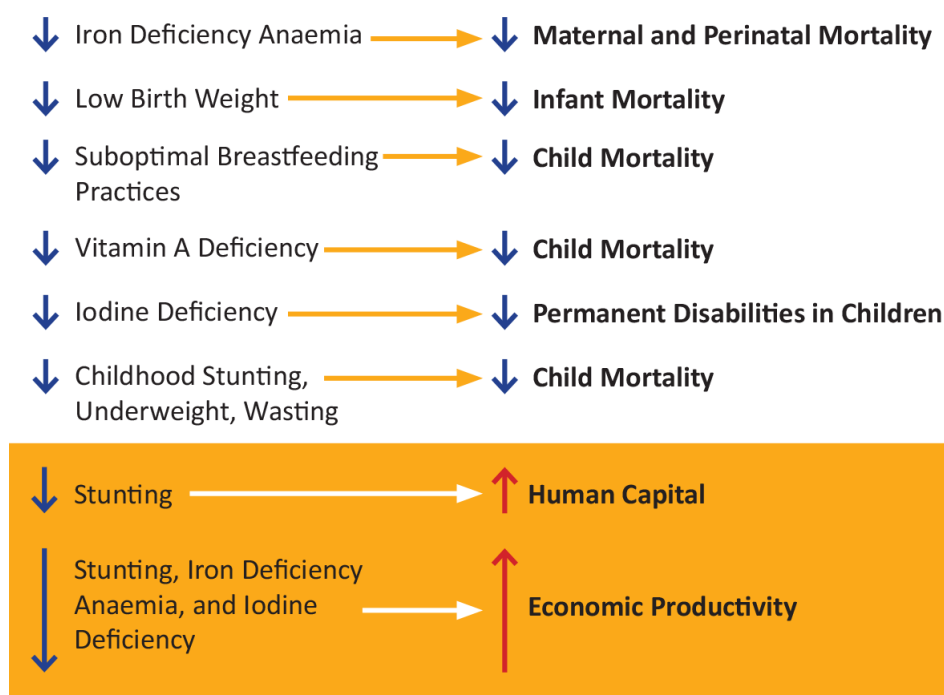 Iron Deficiency Anaemia
Maternal and Perinatal Mortality
Low Birth Weight
Infant Mortality
Suboptimal Breastfeeding
Practices
Child Mortality
Vitamin A Deficiency
Child Mortality
Iodine Deficiency
Permanent Disabilities in Children
Childhood Stunting,
Underweight, Wasting
Child Mortality
Stunting
Human Capital
Stunting, Iron Deficiency
Anaemia, and Iodine
Deficiency
Economic Productivity